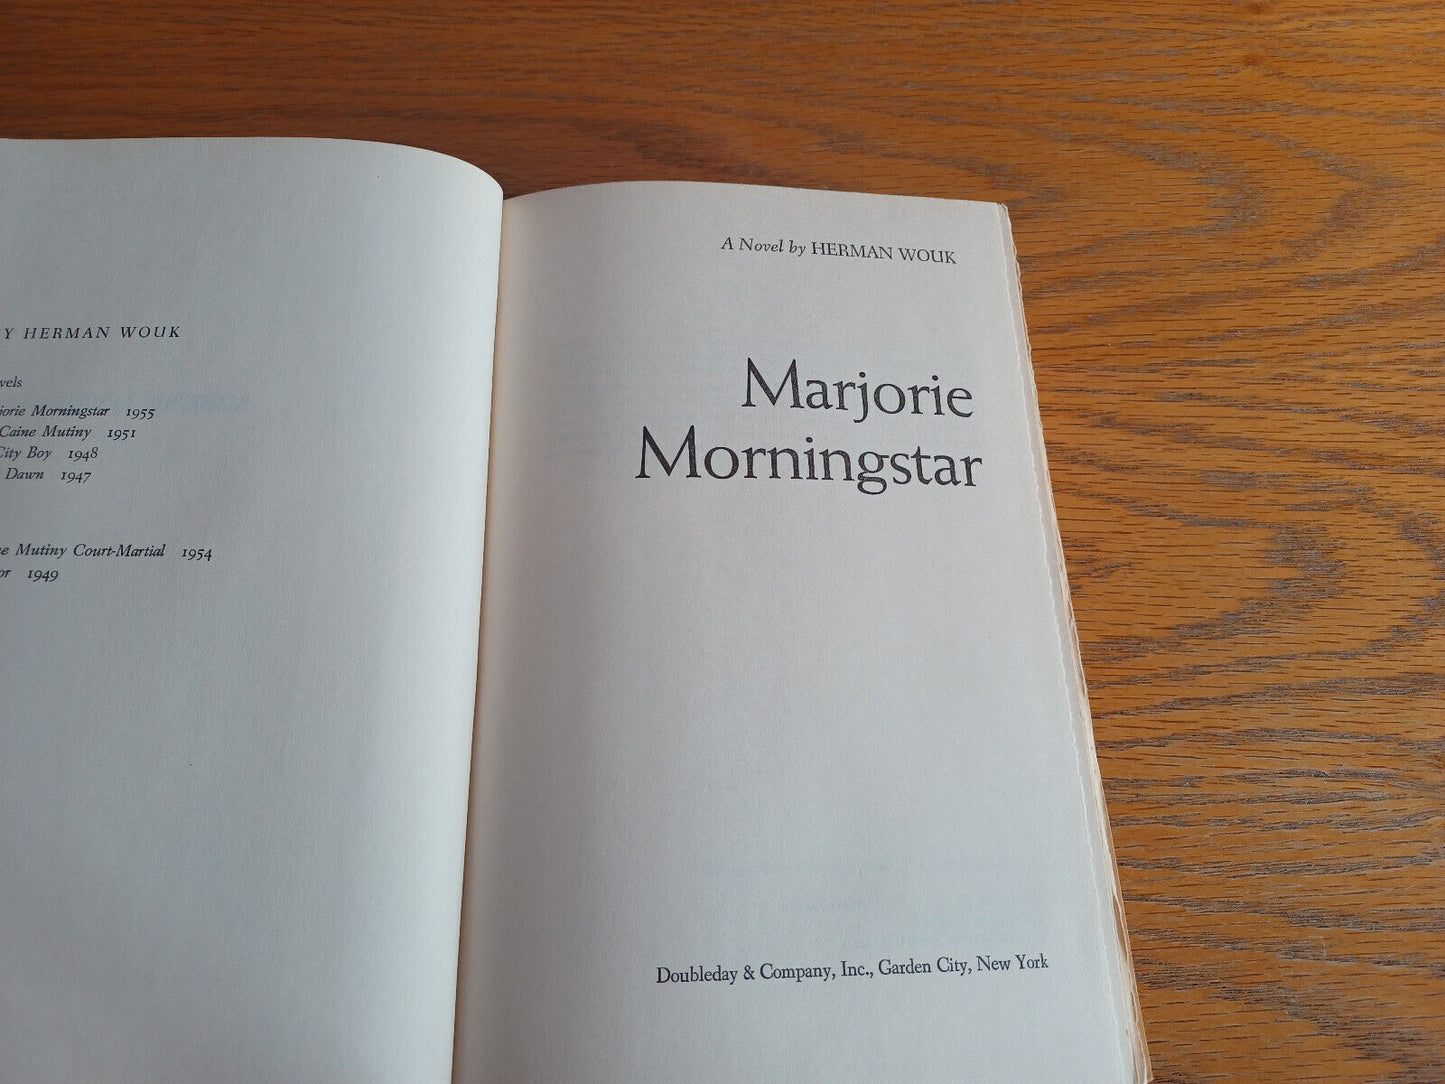 Y HERMAN WOUK
vels
jorie Morningstar 1955
Caine Mutiny 1951
City Boy 1948
Dawn 1947
e Mutiny Court-Martial 1954
or 1949
A Novel by HERMAN WOUK
Marjorie
Morningstar
Doubleday & Company, Inc., Garden City, New York